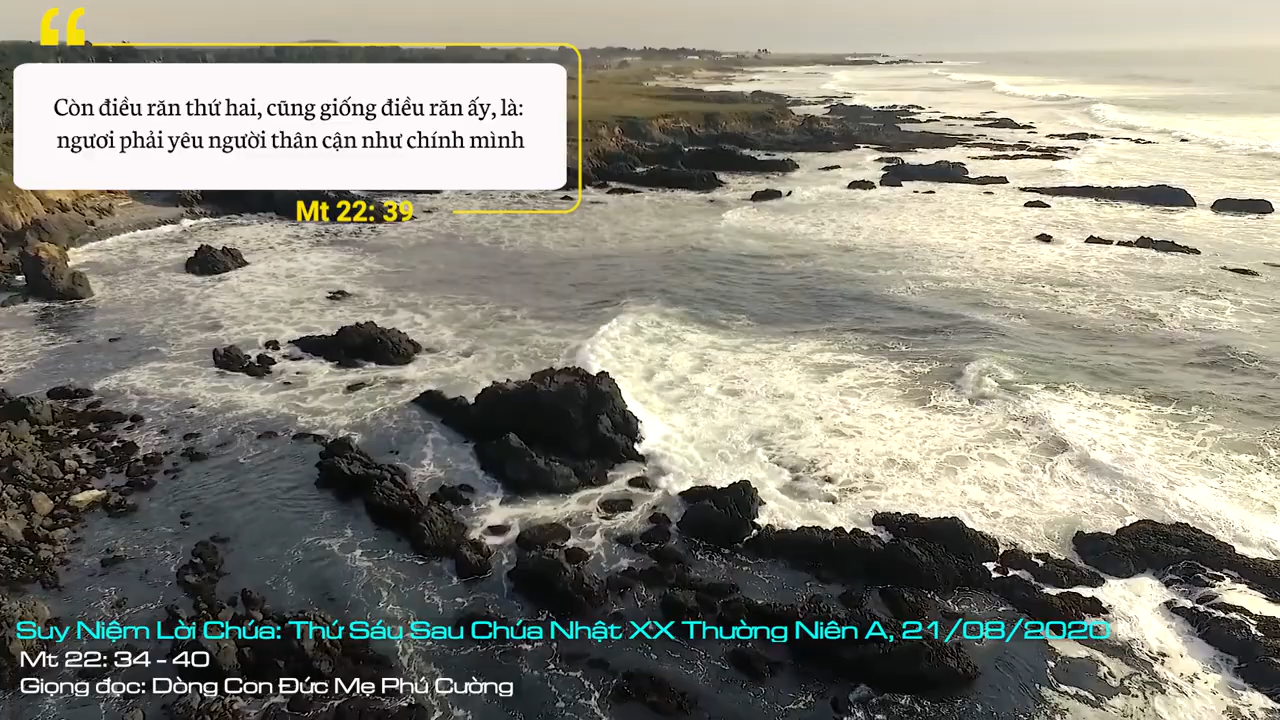 “
Còn điều răn thứ hai, cũng giống điều răn ấy, là:
ngươi phải yêu người thân cận như chính mình
Mt 22: 39
Suy Niệm Lời Chúa: Thứ Sáu Sau Chúa Nhật XX Thường Niên A, 21/08/2020
Mt 22: 34 - 40
Giọng đọc: Dòng Con Đức Mẹ Phú Cường